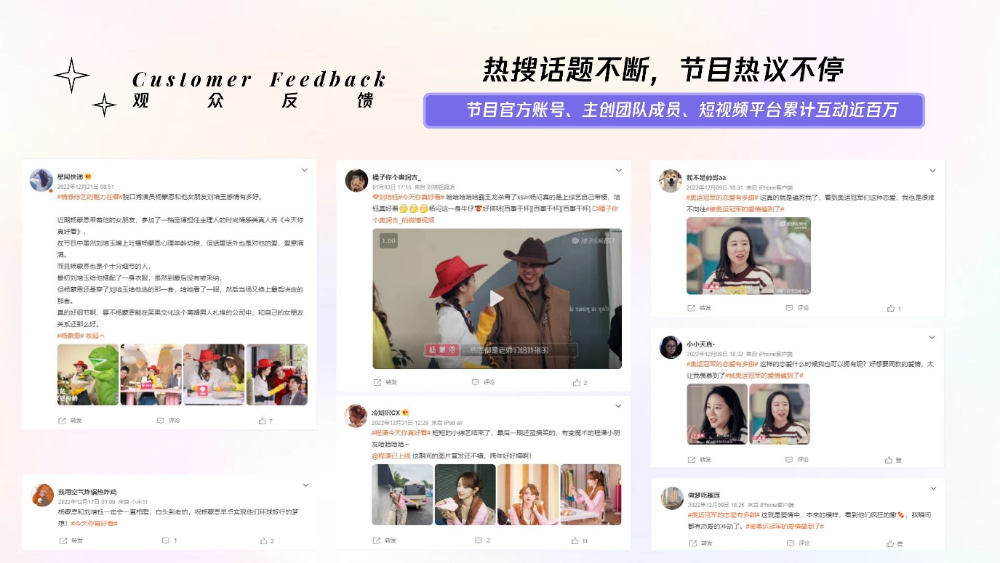 Customer Feedback
观众反馈
热搜话题不断，节目热议不停
节目官方账号、主创团队成员、短视频平台累计互动近百万
星闻快递
2022年12月21日 08:51
#情感综艺的魅力在哪#脱口秀演员杨蒙恩和他女朋友刘培玉感情有多好。
近期杨蒙恩带着他的女朋友，参加了一档庞博担任主理人的时尚情感类真人秀《今天你
真好看》，
在节目中虽然刘培玉嘴上吐槽杨蒙恩心理年龄幼稚，但话里话外也是对他的爱，爱意满
满。
而且杨蒙恩也是个十分细节的人，
最初刘培玉给他搭配了一身衣服，虽然到最后没有被采纳，
但杨蒙恩还是穿了刘培玉给他选的那一套，给她看了一眼，然后当场又换上最后决定的
那套。
真的好细节啊，要不杨蒙恩能在笑果文化这个离婚男人扎堆的公司中，和自己的女朋友
关系还那么好。
#杨蒙恩# 收起
转发 评论 7
我用空气炸锅热炸鸡
2022年12月17日 01:09 来自 小米11
杨蒙恩和刘培钰一定会一直相爱，白头到老的，祝杨蒙恩早点实现他们环球旅行的梦
想！#今天你真好看#
转发 1 2
橘子你个奥润吉_
01月03日 17:15 来自 刘培钰超话
刘培钰#今天你真好看# 哈哈哈哈哈霸王龙杀青了xswl杨闷真的是上综艺自己带梗，培
钰真好看杨闷这一身牛仔好搭呀[百事干杯][百事干杯][百事干杯] 橘子你
个奥润吉_的微博视频
1.00
腾讯视频
杨蒙恩 然后都是老师们给我搭的
转发 评论 2
冷知识CX
2022年12月31日 12:29 来自 iPad air
#程潇今天你真好看# 短短的小综艺结束了，最后一期还蛮搞笑的，有变魔术的程潇小朋
友哈哈哈哈～
@程潇已上线 这期间的图片宣发还不错，跨年好好搞啊！
转发 2 11
我不是帅哥aa
2022年12月09日 18:31 来自 iPhone客户端
#奥运冠军的恋爱有多甜# 这真的就是磕死我了，看到奥运冠军们这种恋爱，我也是很难
不向往#被奥运冠军的爱情磕到了#
转发 评论 1
小小天真-
2022年12月09日 18:32 来自 iPhone客户端
#奥运冠军的恋爱有多甜# 这样的恋爱什么时候我也可以拥有呢？好想要同款的爱情，太
让我羡慕到了#被奥运冠军的爱情磕到了#
转发 评论 赞
做梦吃榴莲
2022年12月09日 18:25 来自 iPhone客户端
#奥运冠军的恋爱有多甜# 这就是爱情中，本来的模样，看到他们疯狂的撒，我瞬间
都有恋爱的冲动了。#被奥运冠军的爱情磕到了#
转发 评论 赞